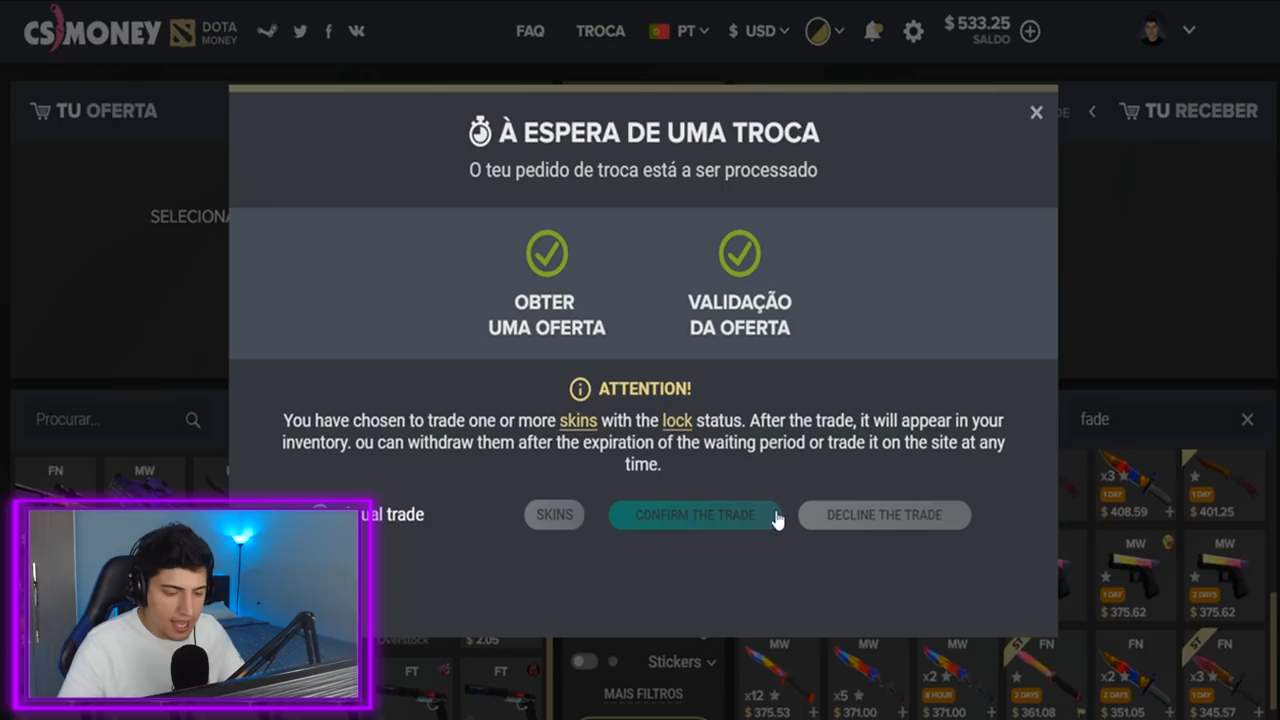 CS MONEY
DOTA
MONEY
FAQ
TROCA
PT
$ USD
$ 533.25
SALDO
TU OFERTA
TU RECEBER
À ESPERA DE UMA TROCA
O teu pedido de troca está a ser processado
SELECIONA
OBTER
UMA OFERTA
VALIDAÇÃO
DA OFERTA
ATTENTION!
You have chosen to trade one or more skins with the lock status. After the trade, it will appear in your
inventory. ou can withdraw them after the expiration of the waiting period or trade it on the site at any
time.
Procurar...
fade
FN
MW
ual trade
SKINS
CONFIRM THE TRADE
DECLINE THE TRADE
x3
1 DAY
$ 408.59
1 DAY
$ 401.25
MW
1 DAY
$ 375.62
MW
2 DAYS
$ 375.62
Overstock
$ 2.05
FT
FT
Stickers
MAIS FILTROS
MW
x12
$ 375.53
MW
x5
$ 371.00
MW
x2
8 HOUR
$ 371.00
ST
FN
2 DAYS
$ 361.08
FN
x2
2 DAYS
$ 351.05
ST
FN
x3
1 DAY
$ 345.57